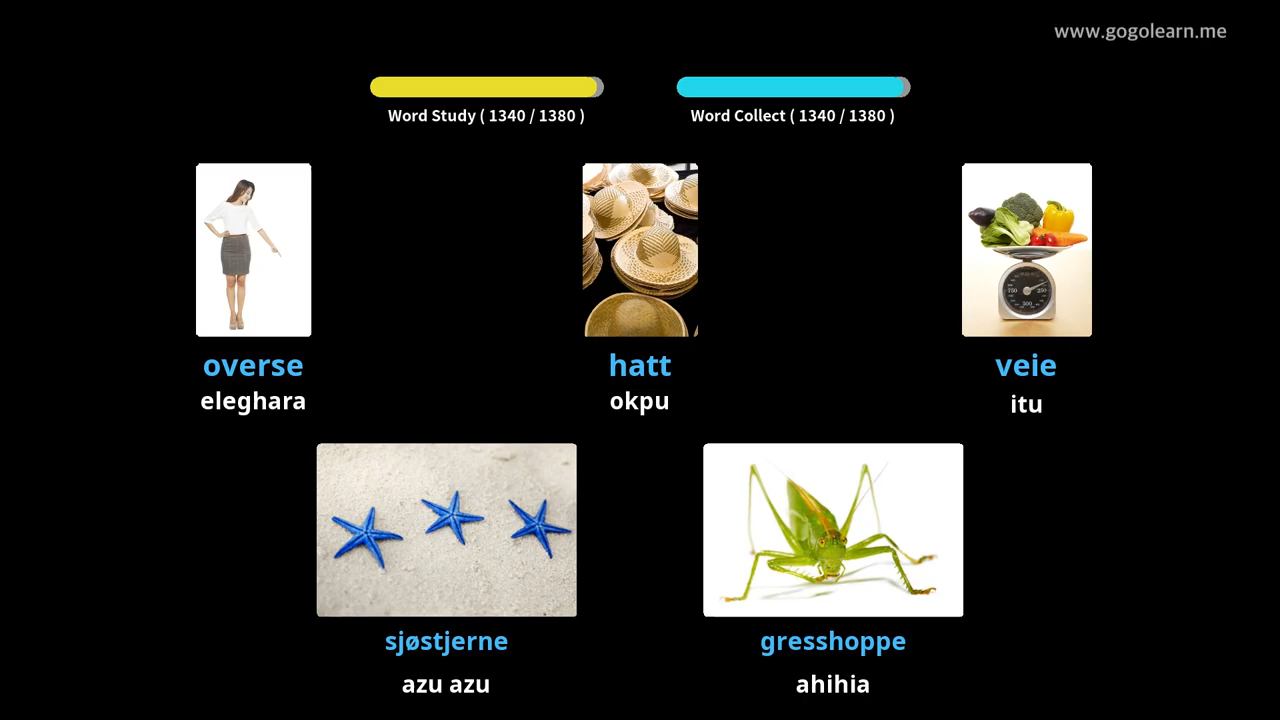 www.gogolearn.me
Word Study ( 1340 / 1380 )
Word Collect ( 1340 / 1380 )
overse
eleghara
hatt
okpu
veie
itu
sjøstjerne
azu azu
gresshoppe
ahihia